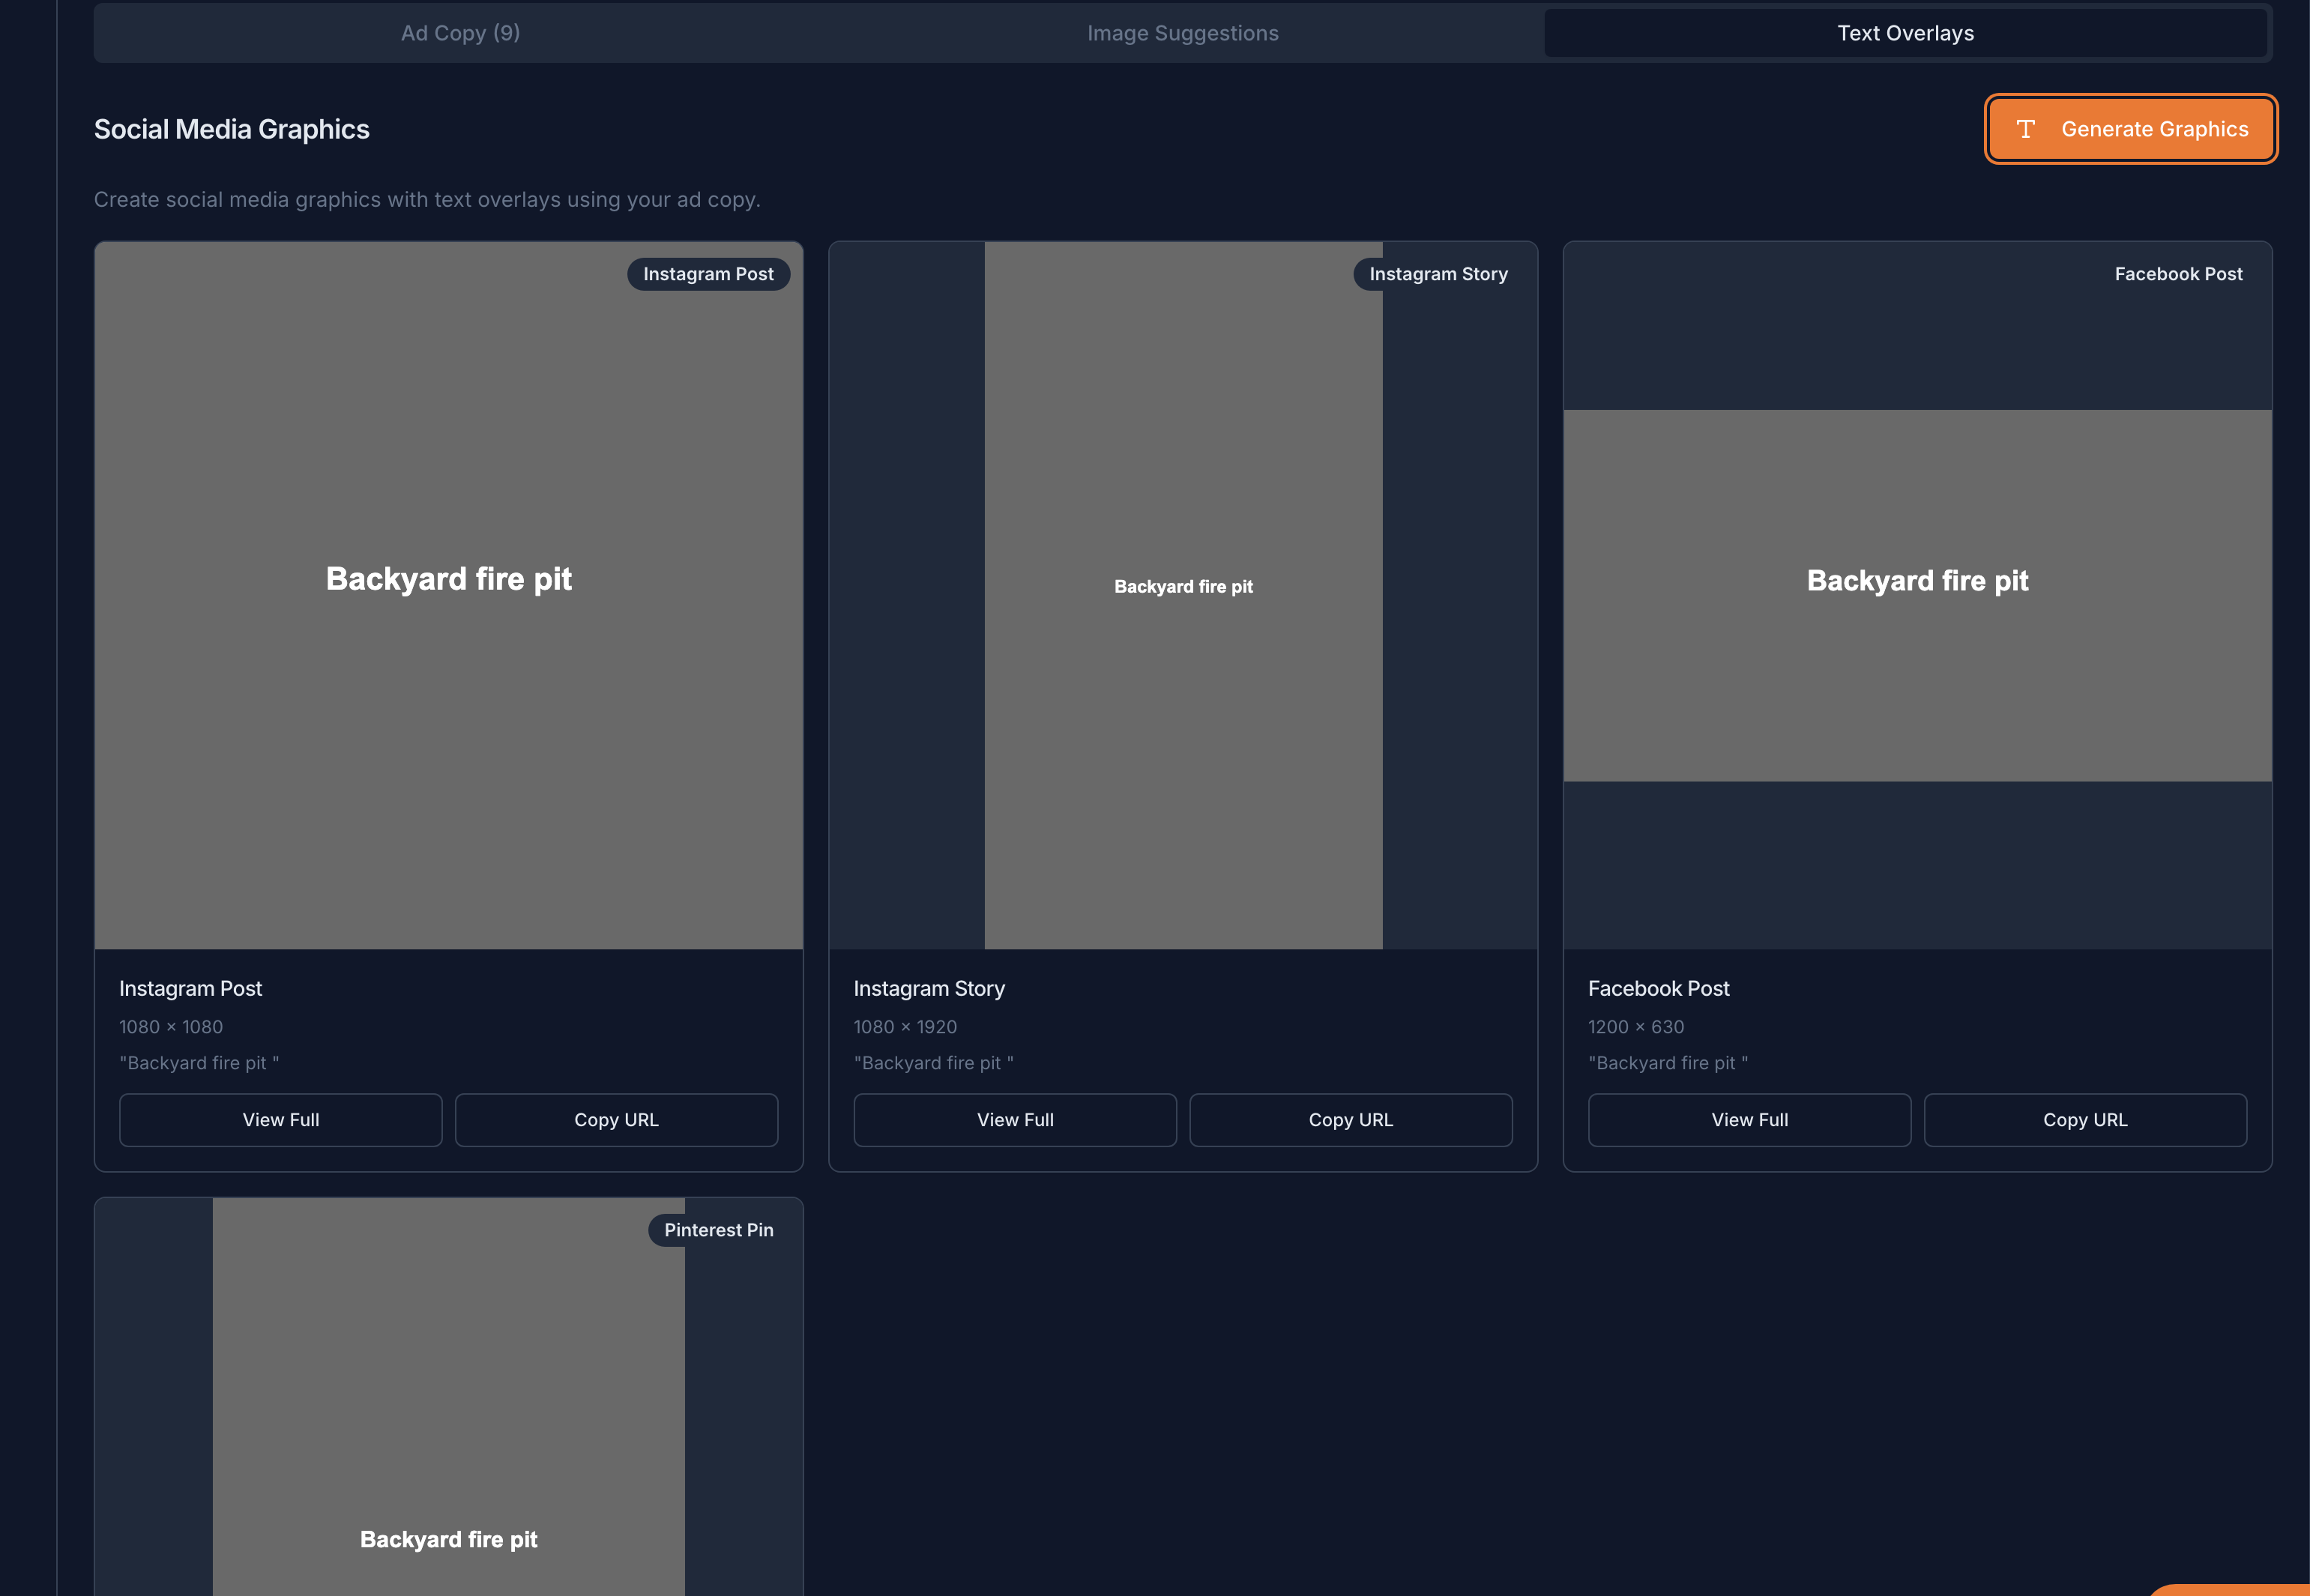 Ad Copy (9)
Image Suggestions
Text Overlays
Social Media Graphics
Generate Graphics
Create social media graphics with text overlays using your ad copy.
Instagram Post
Backyard fire pit
Instagram Post
1080 × 1080
"Backyard fire pit "
View Full
Copy URL
Instagram Story
Backyard fire pit
Instagram Story
1080 × 1920
"Backyard fire pit "
View Full
Copy URL
Facebook Post
Backyard fire pit
Facebook Post
1200 × 630
"Backyard fire pit "
View Full
Copy URL
Pinterest Pin
Backyard fire pit